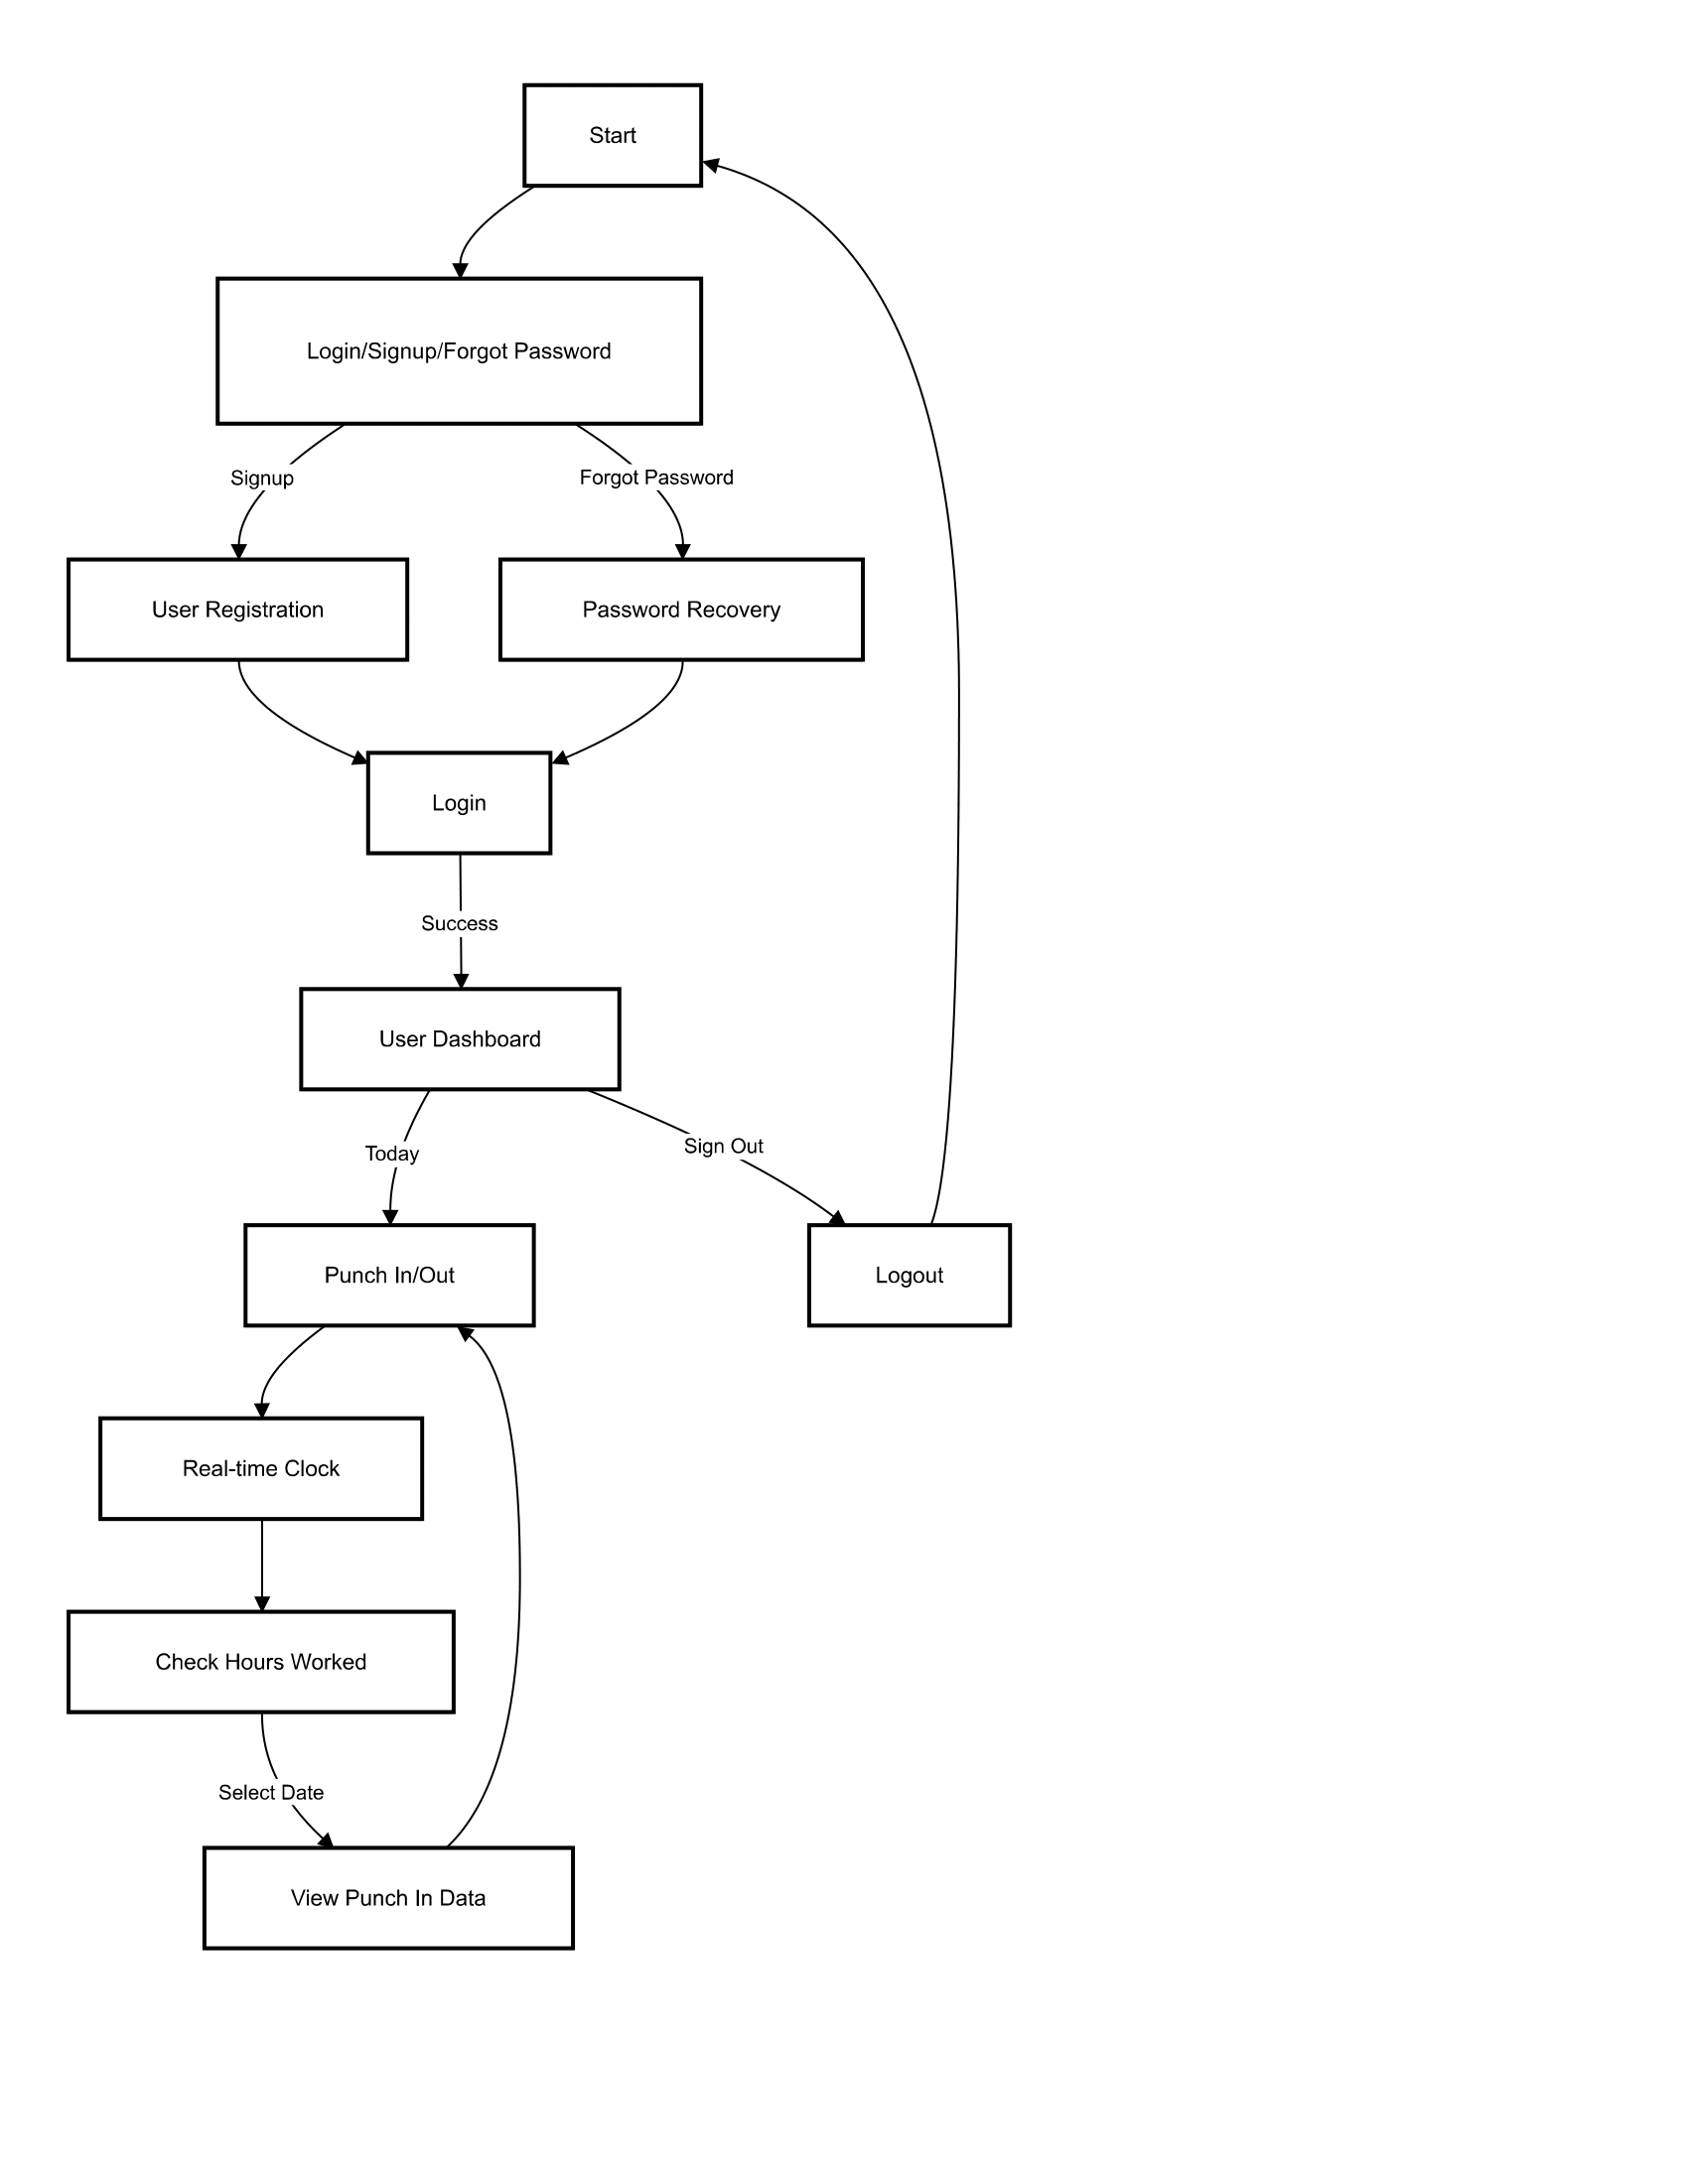 Start
Login/Signup/Forgot Password
Signup
Forgot Password
User Registration
Password Recovery
Login
Success
User Dashboard
Today
Sign Out
Punch In/Out
Logout
Real-time Clock
Check Hours Worked
Select Date
View Punch In Data